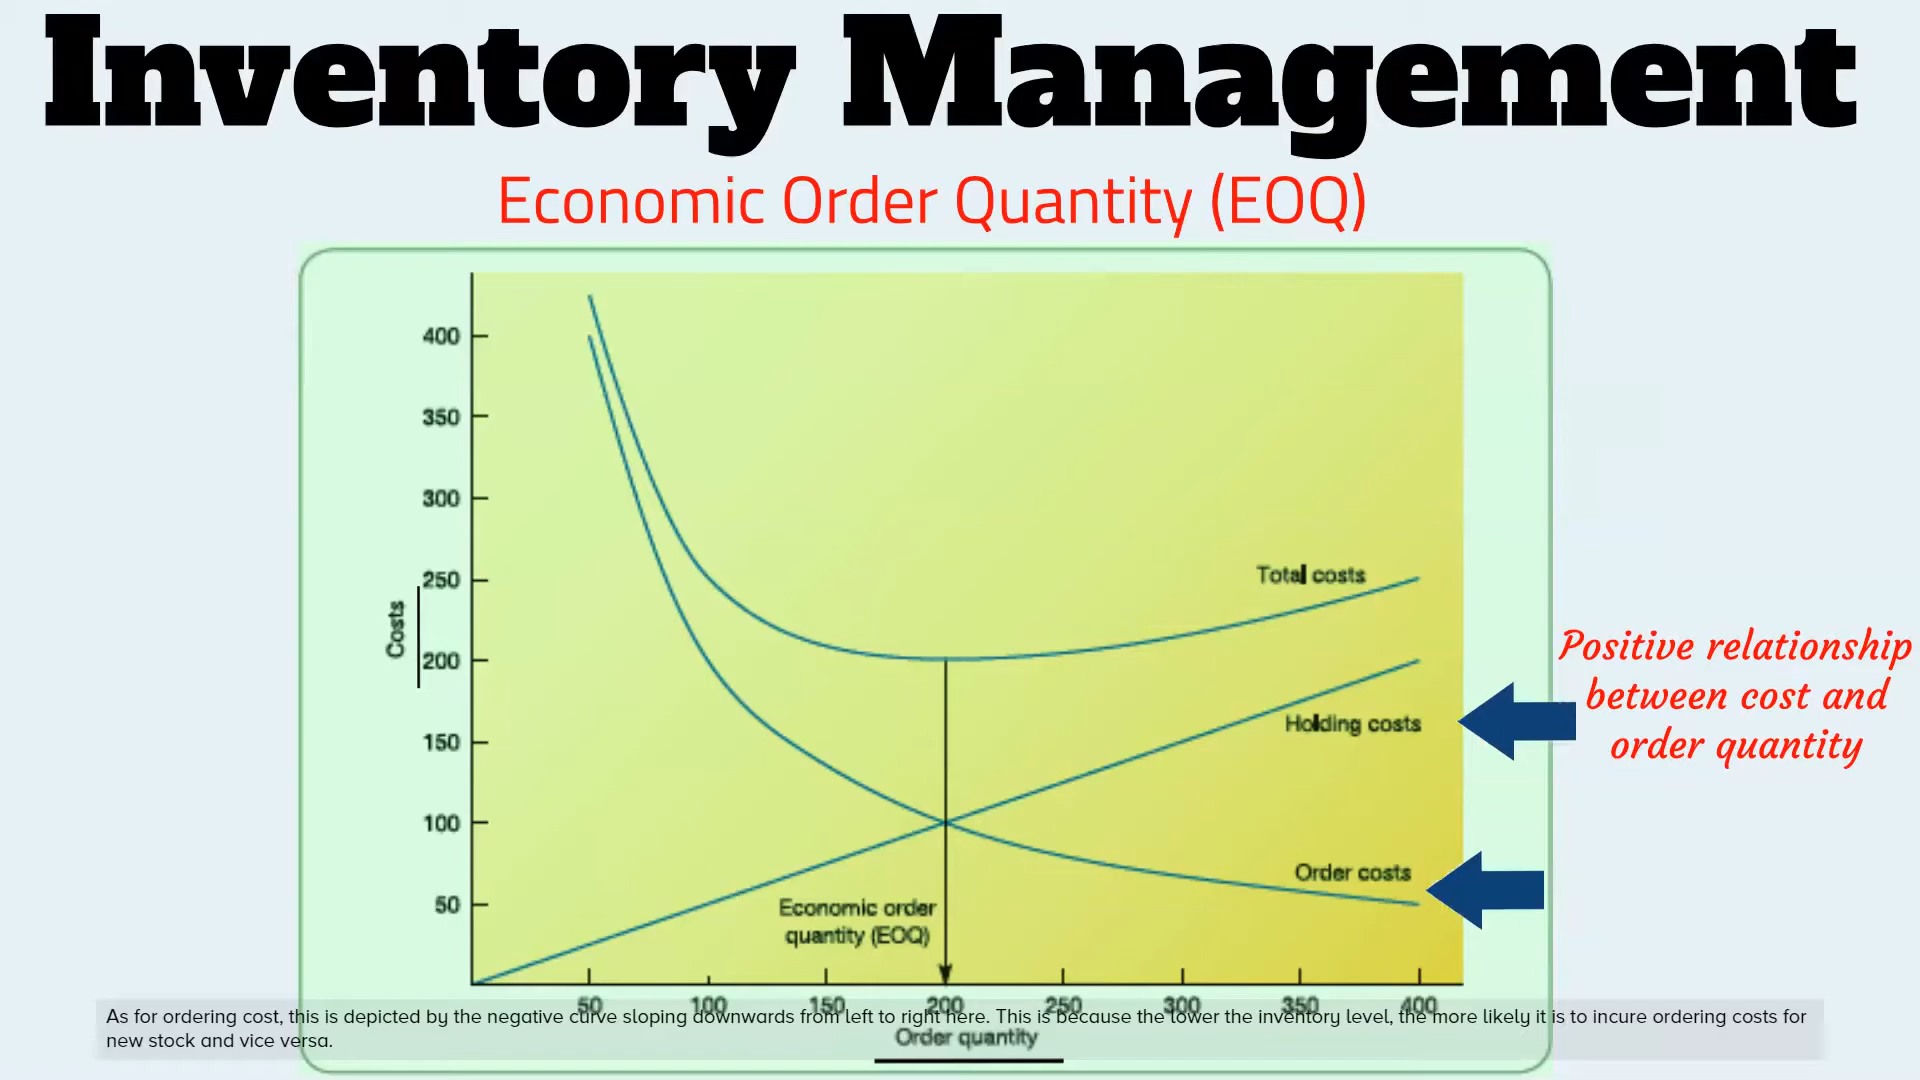 Inventory Management
Economic Order Quantity (EOQ)
400
350
300
250
200
150
100
50
Costs
Total costs
Holding costs
Order costs
Economic order
quantity (EOQ)
Positive relationship
between cost and
order quantity
50 100 150 200 250 300 350 400
Order quantity
As for ordering cost, this is depicted by the negative curve sloping downwards from left to right here. This is because the lower the inventory level, the more likely it is to incure ordering costs for
new stock and vice versa.